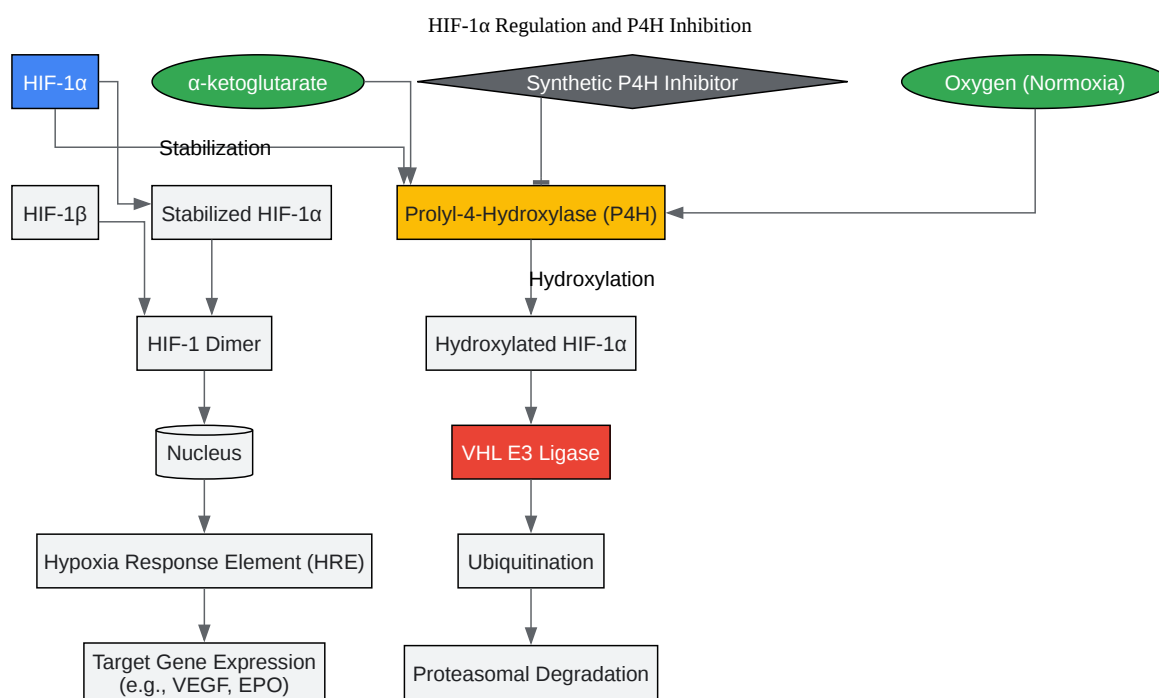 HIF-1α Regulation and P4H Inhibition
HIF-1α
α-ketoglutarate
Synthetic P4H Inhibitor
Oxygen (Normoxia)
Stabilization
HIF-1β
Stabilized HIF-1α
Prolyl-4-Hydroxylase (P4H)
Hydroxylation
HIF-1 Dimer
Hydroxylated HIF-1α
Nucleus
VHL E3 Ligase
Hypoxia Response Element (HRE)
Ubiquitination
Target Gene Expression
(e.g., VEGF, EPO)
Proteasomal Degradation